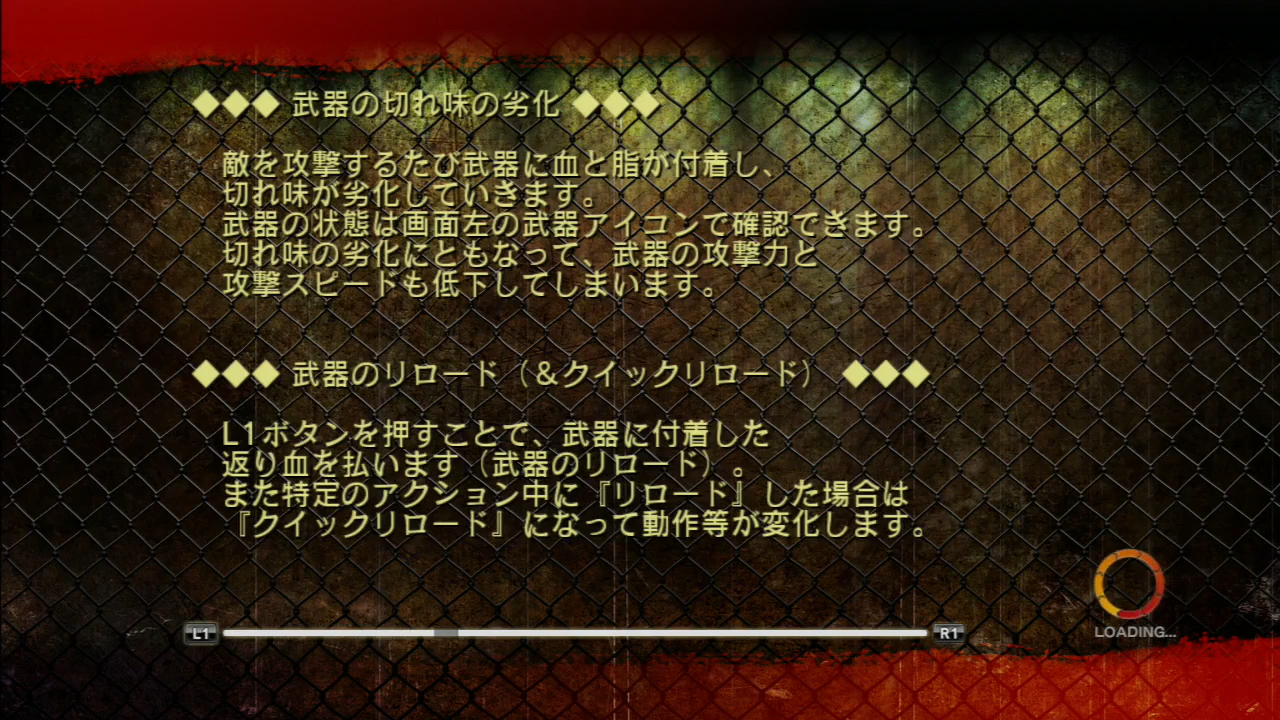 ◆◆◆ 武器の切れ味の劣化 ◆◆◆
敵を攻撃するたび武器に血と脂が付着し、
切れ味が劣化していきます。
武器の状態は画面左の武器アイコンで確認できます。
切れ味の劣化にともなって、武器の攻撃力と
攻撃スピードも低下してしまいます。
◆◆◆ 武器のリロード（＆クイックリロード） ◆◆◆
L1ボタンを押すことで、武器に付着した
返り血を払います（武器のリロード）。
また特定のアクション中に『リロード』した場合は
『クイックリロード』になって動作等が変化します。
L1 R1
LOADING...